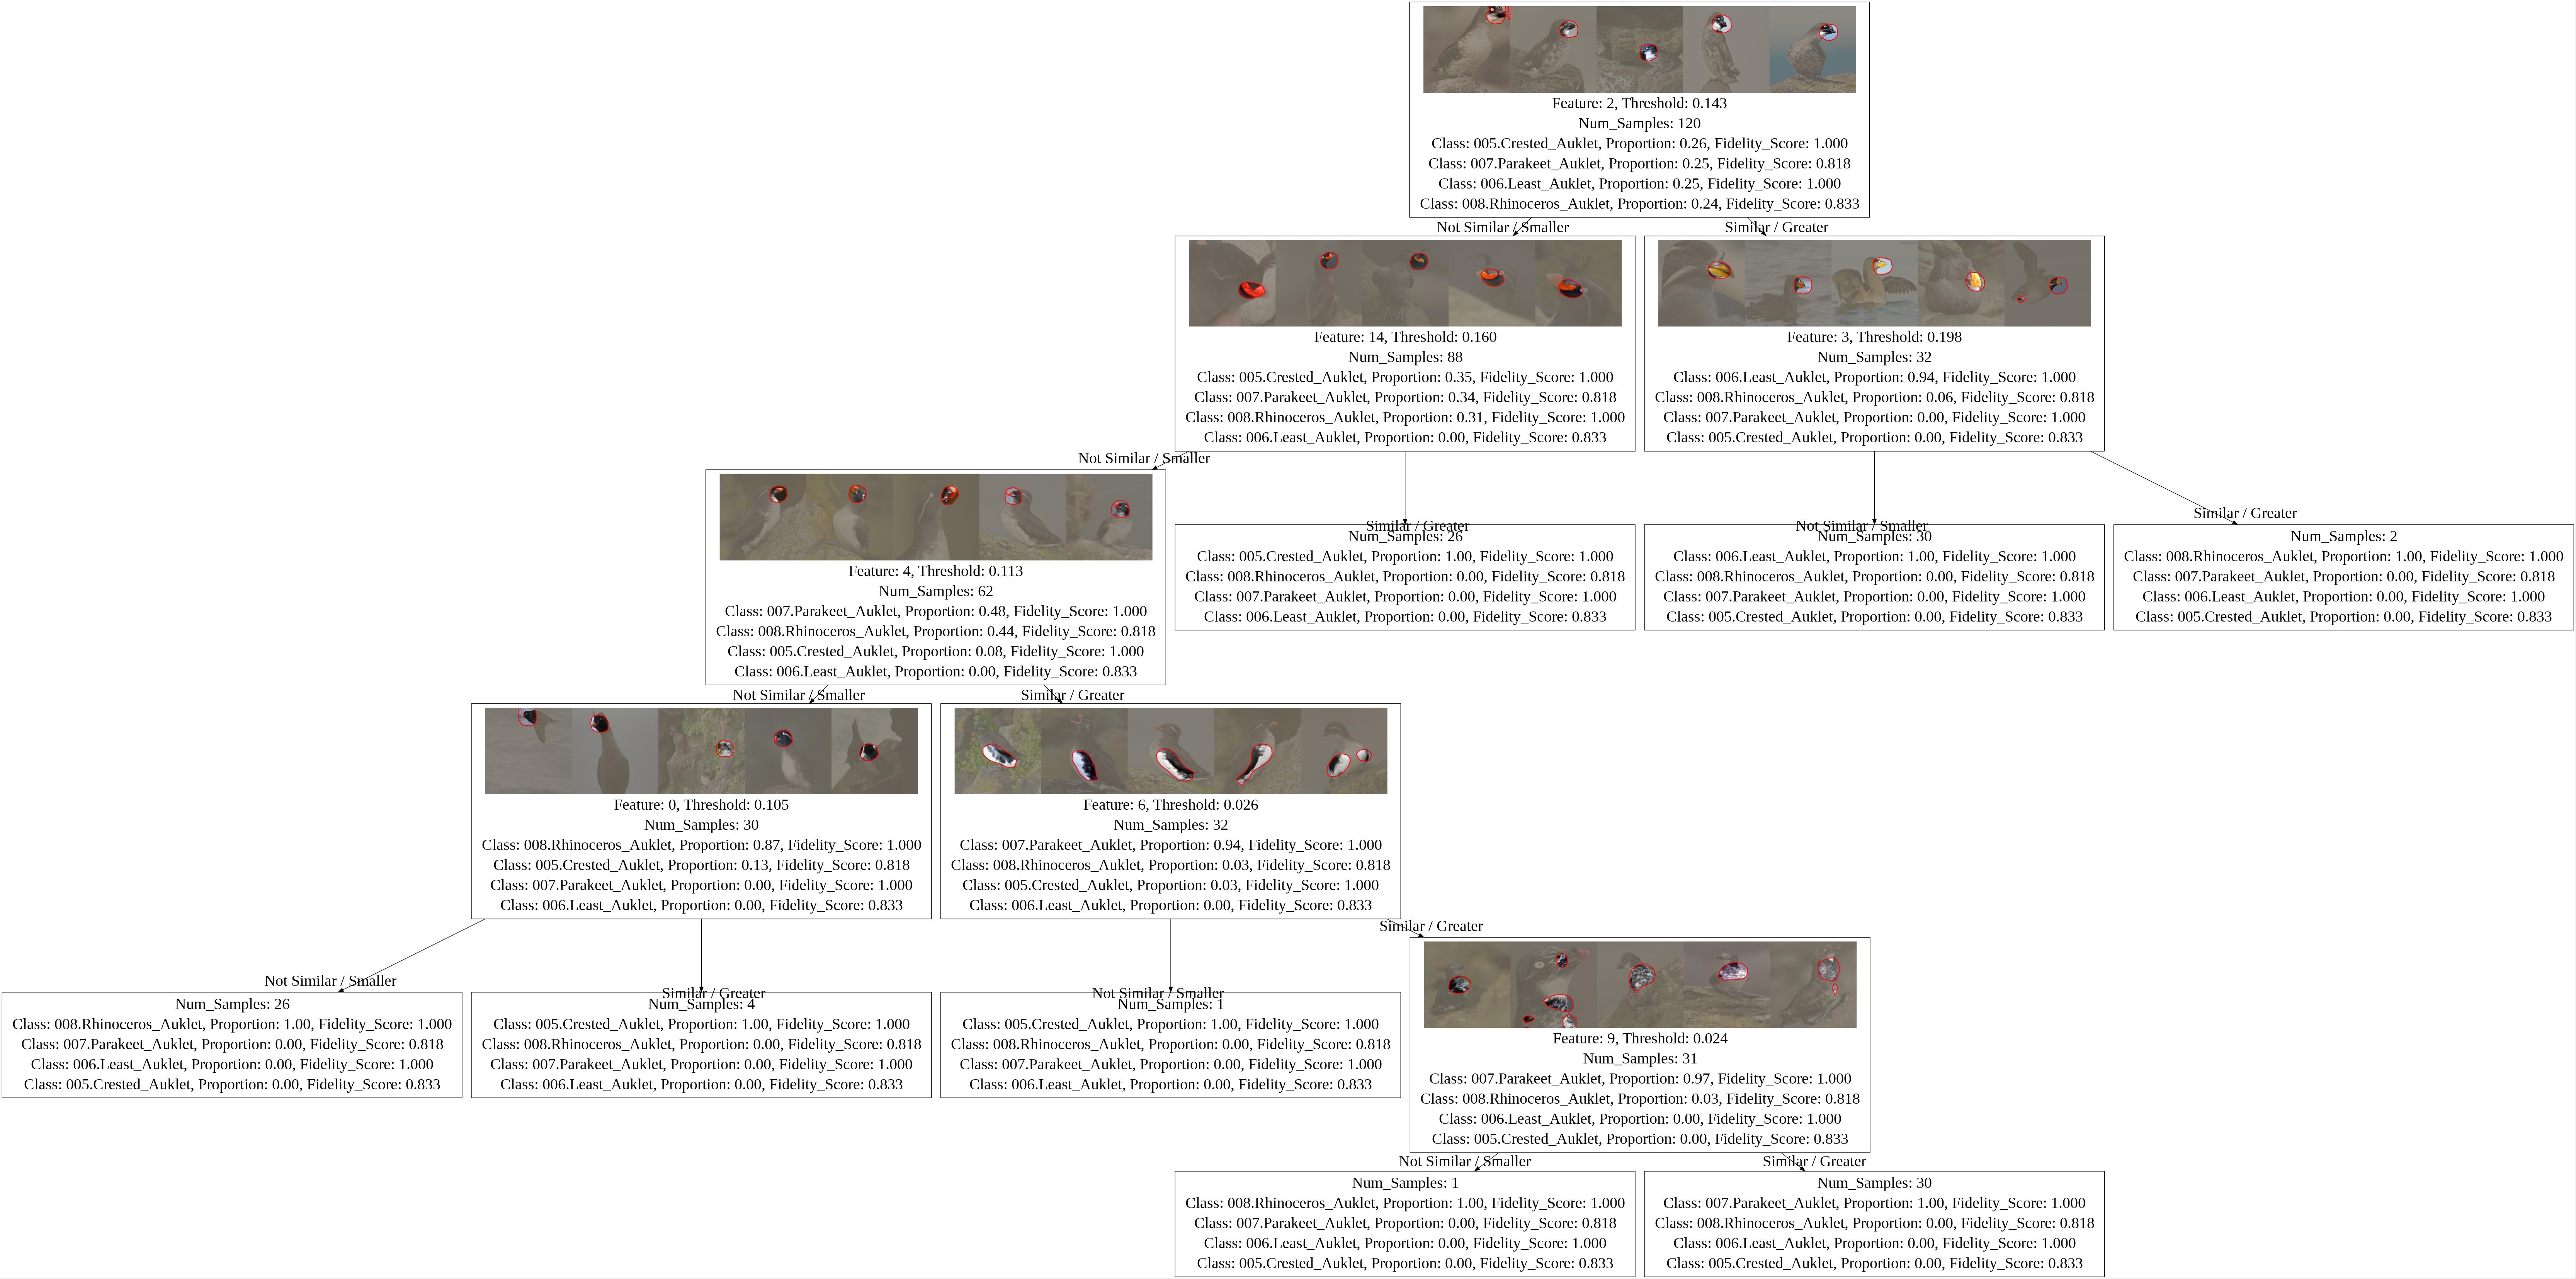 Feature: 2, Threshold: 0.143
Num_Samples: 120
Class: 005.Crested_Auklet, Proportion: 0.26, Fidelity_Score: 1.000
Class: 007.Parakeet_Auklet, Proportion: 0.25, Fidelity_Score: 0.818
Class: 006.Least_Auklet, Proportion: 0.25, Fidelity_Score: 1.000
Class: 008.Rhinoceros_Auklet, Proportion: 0.24, Fidelity_Score: 0.833
Not Similar / Smaller
Similar / Greater
Feature: 14, Threshold: 0.160
Num_Samples: 88
Class: 005.Crested_Auklet, Proportion: 0.35, Fidelity_Score: 1.000
Class: 007.Parakeet_Auklet, Proportion: 0.34, Fidelity_Score: 0.818
Class: 008.Rhinoceros_Auklet, Proportion: 0.31, Fidelity_Score: 1.000
Class: 006.Least_Auklet, Proportion: 0.00, Fidelity_Score: 0.833
Feature: 3, Threshold: 0.198
Num_Samples: 32
Class: 006.Least_Auklet, Proportion: 0.94, Fidelity_Score: 1.000
Class: 008.Rhinoceros_Auklet, Proportion: 0.06, Fidelity_Score: 0.818
Class: 007.Parakeet_Auklet, Proportion: 0.00, Fidelity_Score: 1.000
Class: 005.Crested_Auklet, Proportion: 0.00, Fidelity_Score: 0.833
Not Similar / Smaller
Similar / Greater
Not Similar / Smaller
Similar / Greater
Feature: 4, Threshold: 0.113
Num_Samples: 62
Class: 007.Parakeet_Auklet, Proportion: 0.48, Fidelity_Score: 1.000
Class: 008.Rhinoceros_Auklet, Proportion: 0.44, Fidelity_Score: 0.818
Class: 005.Crested_Auklet, Proportion: 0.08, Fidelity_Score: 1.000
Class: 006.Least_Auklet, Proportion: 0.00, Fidelity_Score: 0.833
Num_Samples: 26
Class: 005.Crested_Auklet, Proportion: 1.00, Fidelity_Score: 1.000
Class: 008.Rhinoceros_Auklet, Proportion: 0.00, Fidelity_Score: 0.818
Class: 007.Parakeet_Auklet, Proportion: 0.00, Fidelity_Score: 1.000
Class: 006.Least_Auklet, Proportion: 0.00, Fidelity_Score: 0.833
Num_Samples: 30
Class: 006.Least_Auklet, Proportion: 1.00, Fidelity_Score: 1.000
Class: 008.Rhinoceros_Auklet, Proportion: 0.00, Fidelity_Score: 0.818
Class: 007.Parakeet_Auklet, Proportion: 0.00, Fidelity_Score: 1.000
Class: 005.Crested_Auklet, Proportion: 0.00, Fidelity_Score: 0.833
Num_Samples: 2
Class: 008.Rhinoceros_Auklet, Proportion: 1.00, Fidelity_Score: 1.000
Class: 007.Parakeet_Auklet, Proportion: 0.00, Fidelity_Score: 0.818
Class: 006.Least_Auklet, Proportion: 0.00, Fidelity_Score: 1.000
Class: 005.Crested_Auklet, Proportion: 0.00, Fidelity_Score: 0.833
Not Similar / Smaller
Similar / Greater
Feature: 0, Threshold: 0.105
Num_Samples: 30
Class: 008.Rhinoceros_Auklet, Proportion: 0.87, Fidelity_Score: 1.000
Class: 005.Crested_Auklet, Proportion: 0.13, Fidelity_Score: 0.818
Class: 007.Parakeet_Auklet, Proportion: 0.00, Fidelity_Score: 1.000
Class: 006.Least_Auklet, Proportion: 0.00, Fidelity_Score: 0.833
Feature: 6, Threshold: 0.026
Num_Samples: 32
Class: 007.Parakeet_Auklet, Proportion: 0.94, Fidelity_Score: 1.000
Class: 008.Rhinoceros_Auklet, Proportion: 0.03, Fidelity_Score: 0.818
Class: 005.Crested_Auklet, Proportion: 0.03, Fidelity_Score: 1.000
Class: 006.Least_Auklet, Proportion: 0.00, Fidelity_Score: 0.833
Not Similar / Smaller
Similar / Greater
Not Similar / Smaller
Similar / Greater
Num_Samples: 26
Class: 008.Rhinoceros_Auklet, Proportion: 1.00, Fidelity_Score: 1.000
Class: 007.Parakeet_Auklet, Proportion: 0.00, Fidelity_Score: 0.818
Class: 006.Least_Auklet, Proportion: 0.00, Fidelity_Score: 1.000
Class: 005.Crested_Auklet, Proportion: 0.00, Fidelity_Score: 0.833
Num_Samples: 4
Class: 005.Crested_Auklet, Proportion: 1.00, Fidelity_Score: 1.000
Class: 008.Rhinoceros_Auklet, Proportion: 0.00, Fidelity_Score: 0.818
Class: 007.Parakeet_Auklet, Proportion: 0.00, Fidelity_Score: 1.000
Class: 006.Least_Auklet, Proportion: 0.00, Fidelity_Score: 0.833
Num_Samples: 1
Class: 005.Crested_Auklet, Proportion: 1.00, Fidelity_Score: 1.000
Class: 008.Rhinoceros_Auklet, Proportion: 0.00, Fidelity_Score: 0.818
Class: 007.Parakeet_Auklet, Proportion: 0.00, Fidelity_Score: 1.000
Class: 006.Least_Auklet, Proportion: 0.00, Fidelity_Score: 0.833
Feature: 9, Threshold: 0.024
Num_Samples: 31
Class: 007.Parakeet_Auklet, Proportion: 0.97, Fidelity_Score: 1.000
Class: 008.Rhinoceros_Auklet, Proportion: 0.03, Fidelity_Score: 0.818
Class: 006.Least_Auklet, Proportion: 0.00, Fidelity_Score: 1.000
Class: 005.Crested_Auklet, Proportion: 0.00, Fidelity_Score: 0.833
Not Similar / Smaller
Similar / Greater
Num_Samples: 1
Class: 008.Rhinoceros_Auklet, Proportion: 1.00, Fidelity_Score: 1.000
Class: 007.Parakeet_Auklet, Proportion: 0.00, Fidelity_Score: 0.818
Class: 006.Least_Auklet, Proportion: 0.00, Fidelity_Score: 1.000
Class: 005.Crested_Auklet, Proportion: 0.00, Fidelity_Score: 0.833
Num_Samples: 30
Class: 007.Parakeet_Auklet, Proportion: 1.00, Fidelity_Score: 1.000
Class: 008.Rhinoceros_Auklet, Proportion: 0.00, Fidelity_Score: 0.818
Class: 006.Least_Auklet, Proportion: 0.00, Fidelity_Score: 1.000
Class: 005.Crested_Auklet, Proportion: 0.00, Fidelity_Score: 0.833